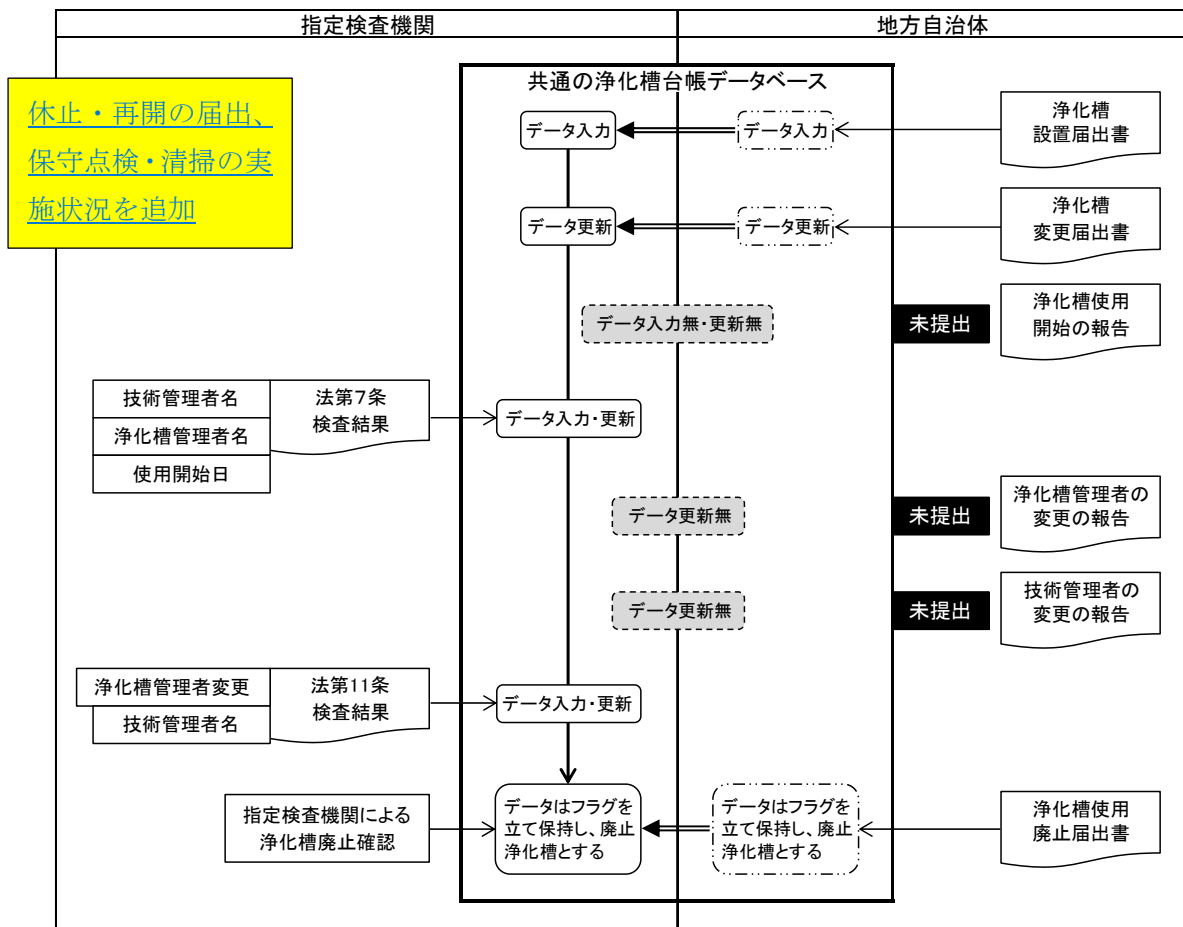 指定検査機関
地方自治体
共通の浄化槽台帳データベース
休止・再開の届出、
保守点検・清掃の実
施状況を追加
データ入力
データ入力
浄化槽
設置届出書
データ更新
データ更新
浄化槽
変更届出書
データ入力無・更新無
未提出
浄化槽使用
開始の報告
技術管理者名
浄化槽管理者名
使用開始日
法第7条
検査結果
データ入力・更新
データ更新無
未提出
浄化槽管理者の
変更の報告
データ更新無
未提出
技術管理者の
変更の報告
浄化槽管理者変更
技術管理者名
法第11条
検査結果
データ入力・更新
指定検査機関による
浄化槽廃止確認
データはフラグを
立て保持し、廃止
浄化槽とする
データはフラグを
立て保持し、廃止
浄化槽とする
浄化槽使用
廃止届出書